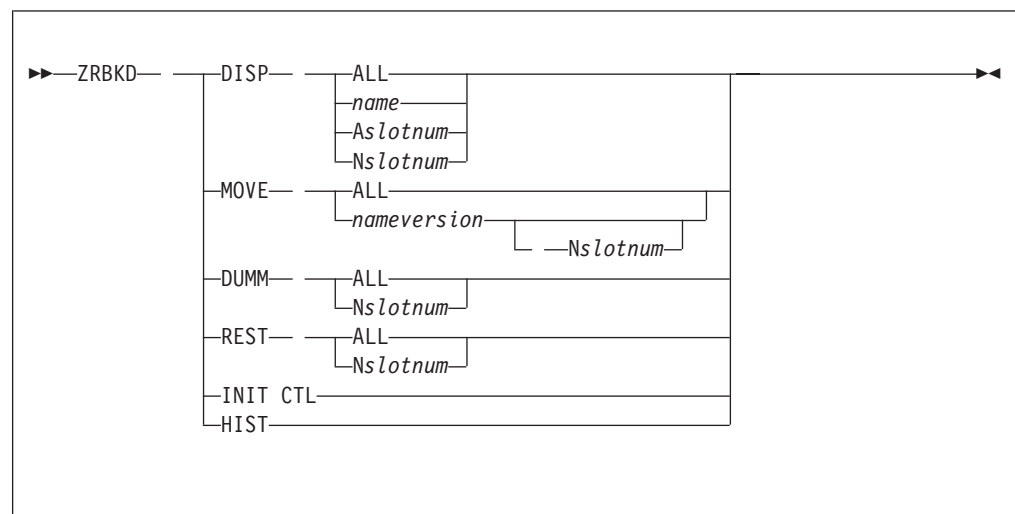 ZRBKD DISP ALL
name
Aslotnum
Nslotnum
MOVE ALL
nameversion
Nslotnum
DUMM ALL
Nslotnum
REST ALL
Nslotnum
INIT CTL
HIST